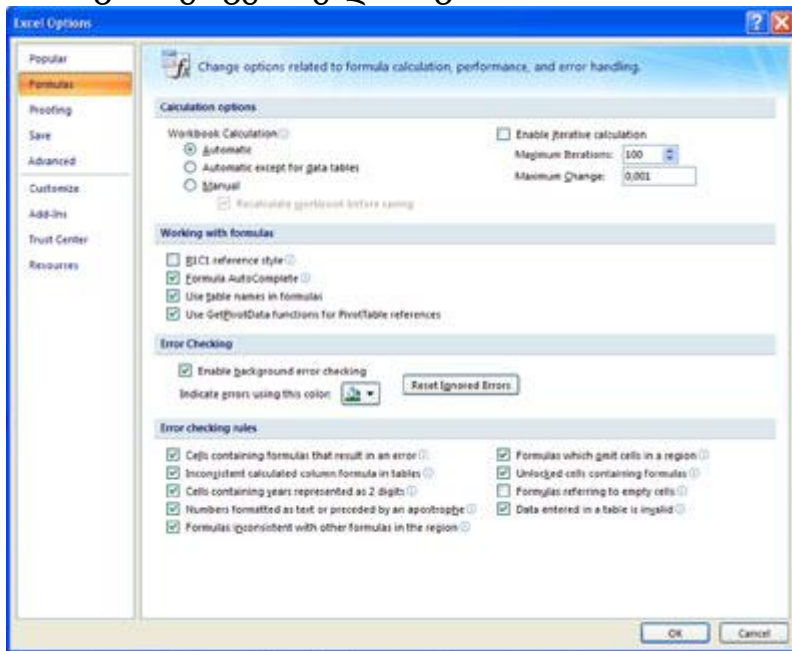 Excel Options
Popular
Formulas
Proofing
Save
Advanced
Customize
Add-Ins
Trust Center
Resources
Change options related to formula calculation, performance, and error handling.
Calculation options
Workbook Calculation
Automatic
Automatic except for data tables
Manual
Recalculate workbook before saving
Enable iterative calculation
Maximum Iterations: 100
Maximum Change: 0,001
Working with formulas
R1C1 reference style
Formula AutoComplete
Use table names in formulas
Use GetPivotData functions for PivotTable references
Error Checking
Enable background error checking
Indicate errors using this color:
Reset Ignored Errors
Error checking rules
Cells containing formulas that result in an error
Inconsistent calculated column formula in tables
Cells containing years represented as 2 digits
Numbers formatted as text or preceded by an apostrophe
Formulas inconsistent with other formulas in the region
Formulas which omit cells in a region
Unlocked cells containing formulas
Formulas referring to empty cells
Data entered in a table is invalid
OK Cancel